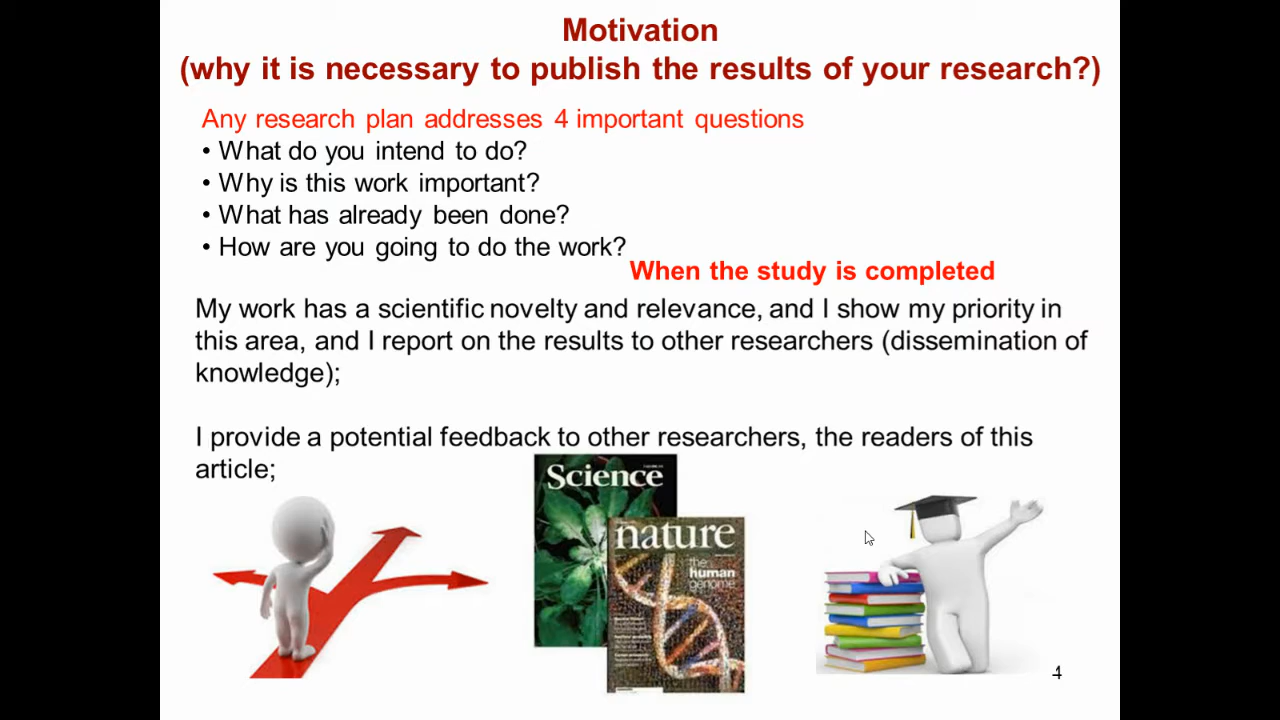 Motivation
(why it is necessary to publish the results of your research?)
Any research plan addresses 4 important questions
• What do you intend to do?
• Why is this work important?
• What has already been done?
• How are you going to do the work?
When the study is completed
My work has a scientific novelty and relevance, and I show my priority in
this area, and I report on the results to other researchers (dissemination of
knowledge);
I provide a potential feedback to other researchers, the readers of this
article;
Science
nature
the
human
genome
4